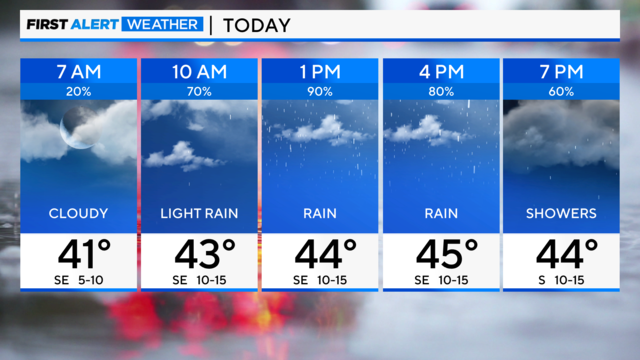 FIRST ALERT WEATHER | TODAY
7 AM 10 AM 1 PM 4 PM 7 PM
20% 70% 90% 80% 60%
CLOUDY LIGHT RAIN RAIN RAIN SHOWERS
41° 43° 44° 45° 44°
SE 5-10 SE 10-15 SE 10-15 SE 10-15 S 10-15